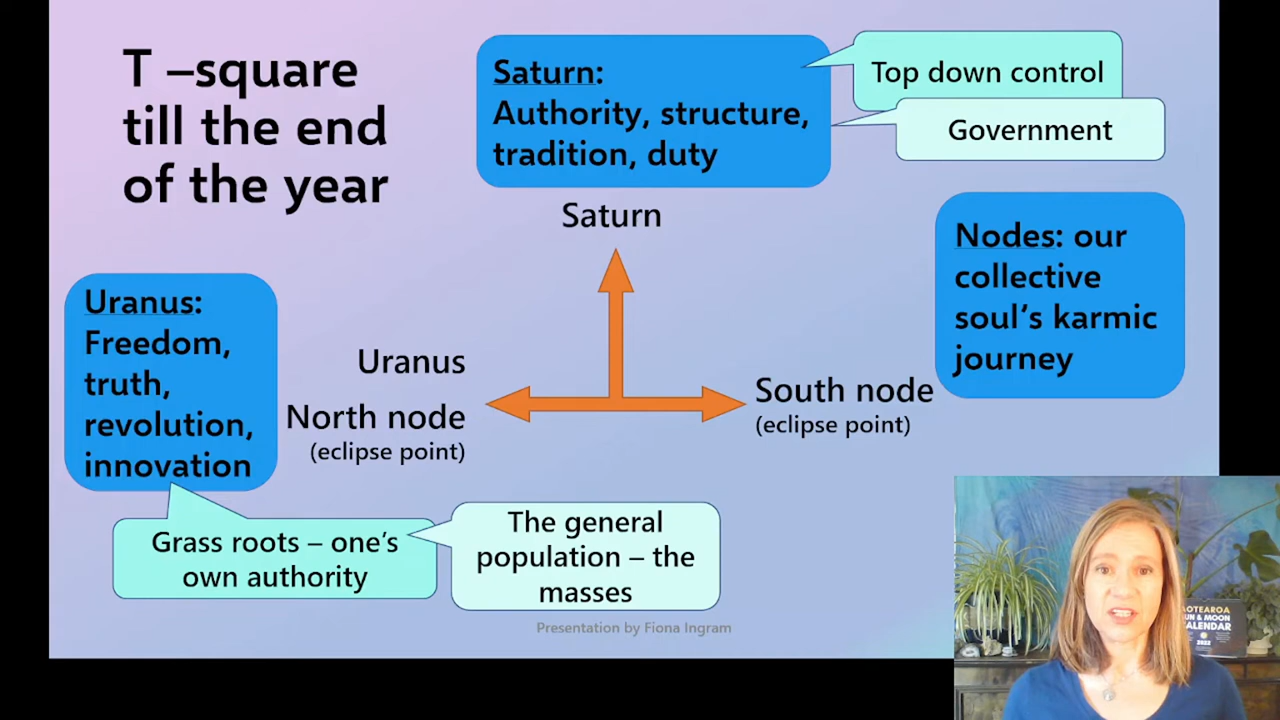 T –square
till the end
of the year
Saturn:
Authority, structure,
tradition, duty
Top down control
Government
Saturn
Nodes: our
collective
soul's karmic
journey
Uranus:
Freedom,
truth,
revolution,
innovation
Uranus
North node
(eclipse point)
South node
(eclipse point)
Grass roots – one's
own authority
The general
population – the
masses
Presentation by Fiona Ingram
AOTEAROA
SUN & MOON
CALENDAR